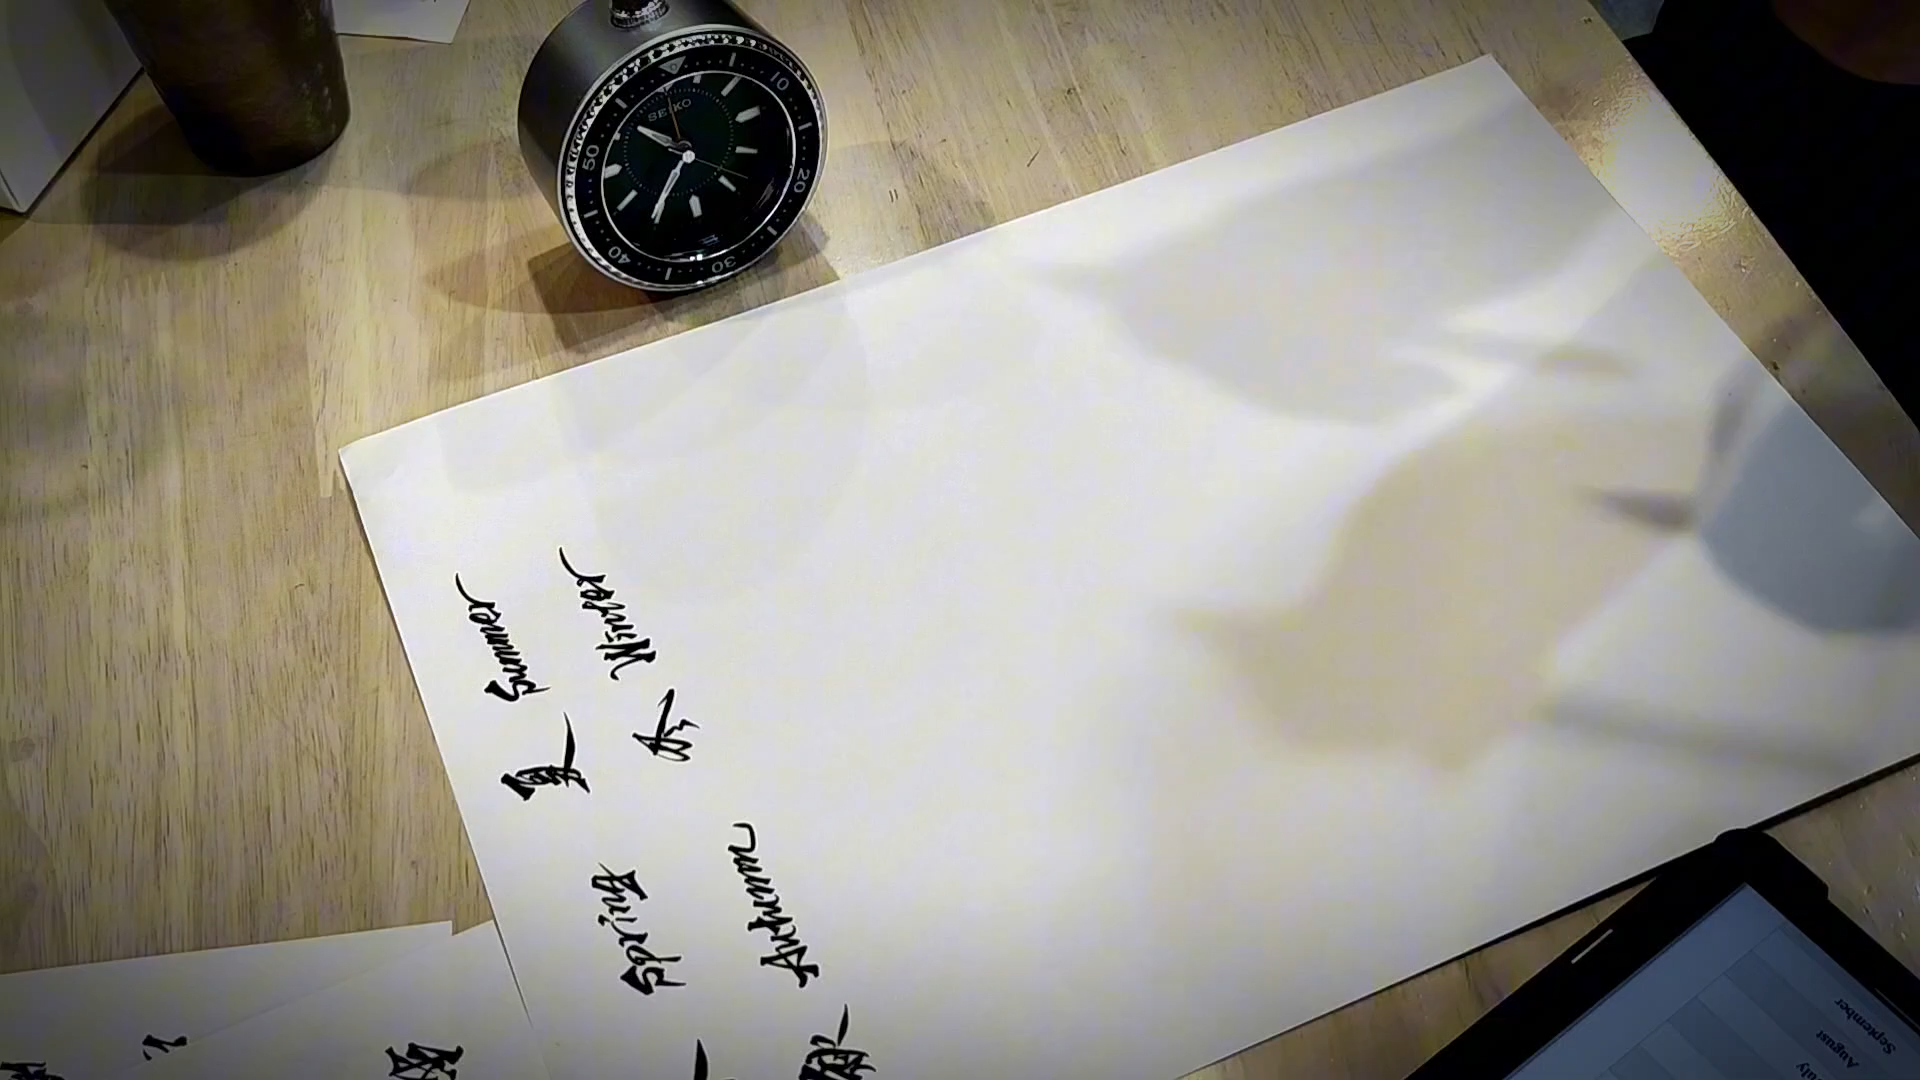 SEIKO
10
20
30
40
50
夏 Summer
冬 Winter
Spring
Autumn
September
August